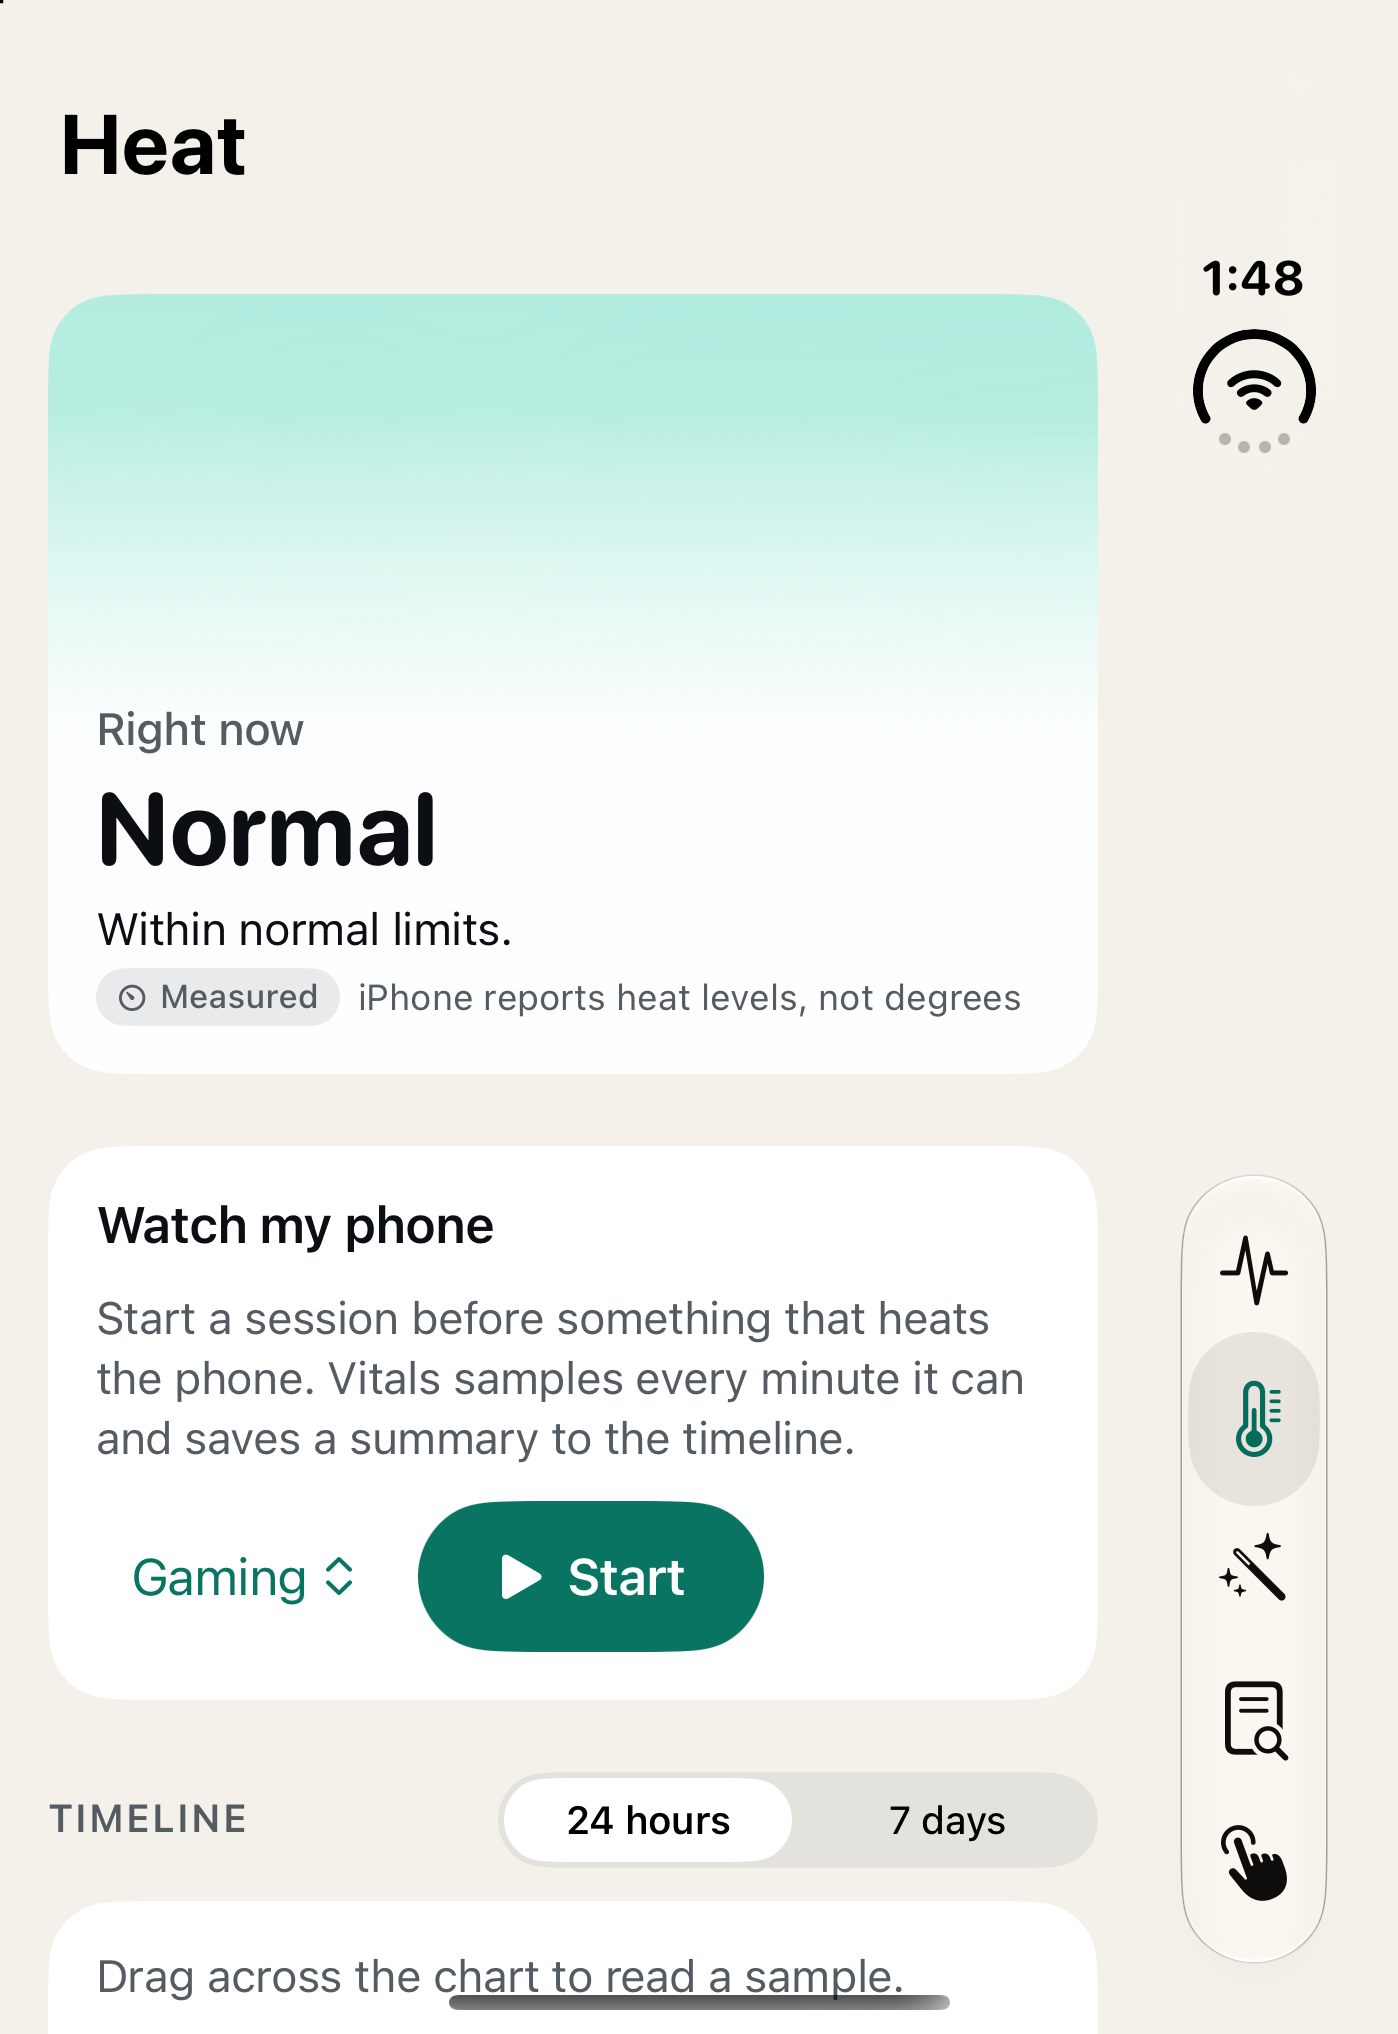 Heat
1:48
Right now
Normal
Within normal limits.
Measured iPhone reports heat levels, not degrees
Watch my phone
Start a session before something that heats
the phone. Vitals samples every minute it can
and saves a summary to the timeline.
Gaming Start
TIMELINE 24 hours 7 days
Drag across the chart to read a sample.